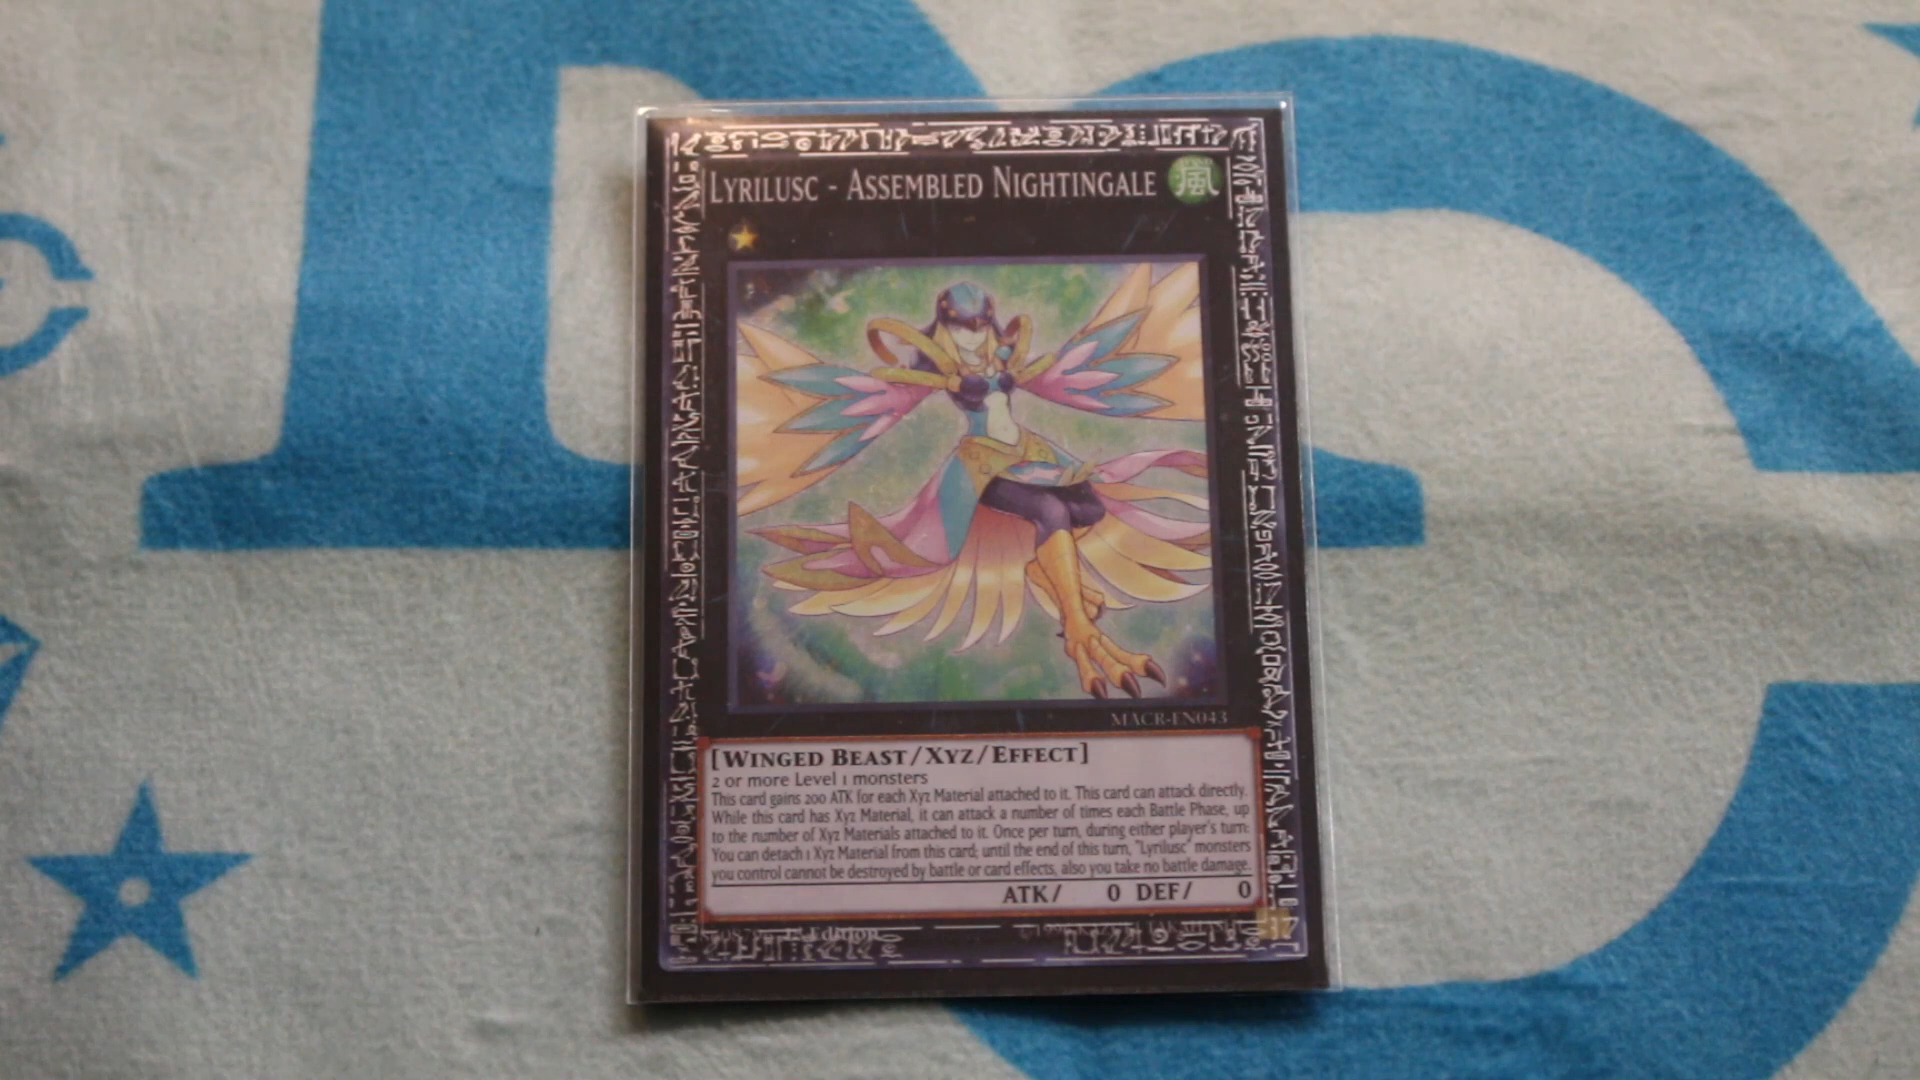 LYRILUSC - ASSEMBLED NIGHTINGALE
風
MACR-EN043
[WINGED BEAST/XYZ/EFFECT]
2 or more Level 1 monsters
This card gains 200 ATK for each Xyz Material attached to it. This card can attack directly.
While this card has Xyz Material, it can attack a number of times each Battle Phase, up
to the number of Xyz Materials attached to it. Once per turn, during either player's turn:
You can detach 1 Xyz Material from this card; until the end of this turn, "Lyrilusc" monsters
you control cannot be destroyed by battle or card effects, also you take no battle damage.
ATK/ 0 DEF/ 0
1st Edition